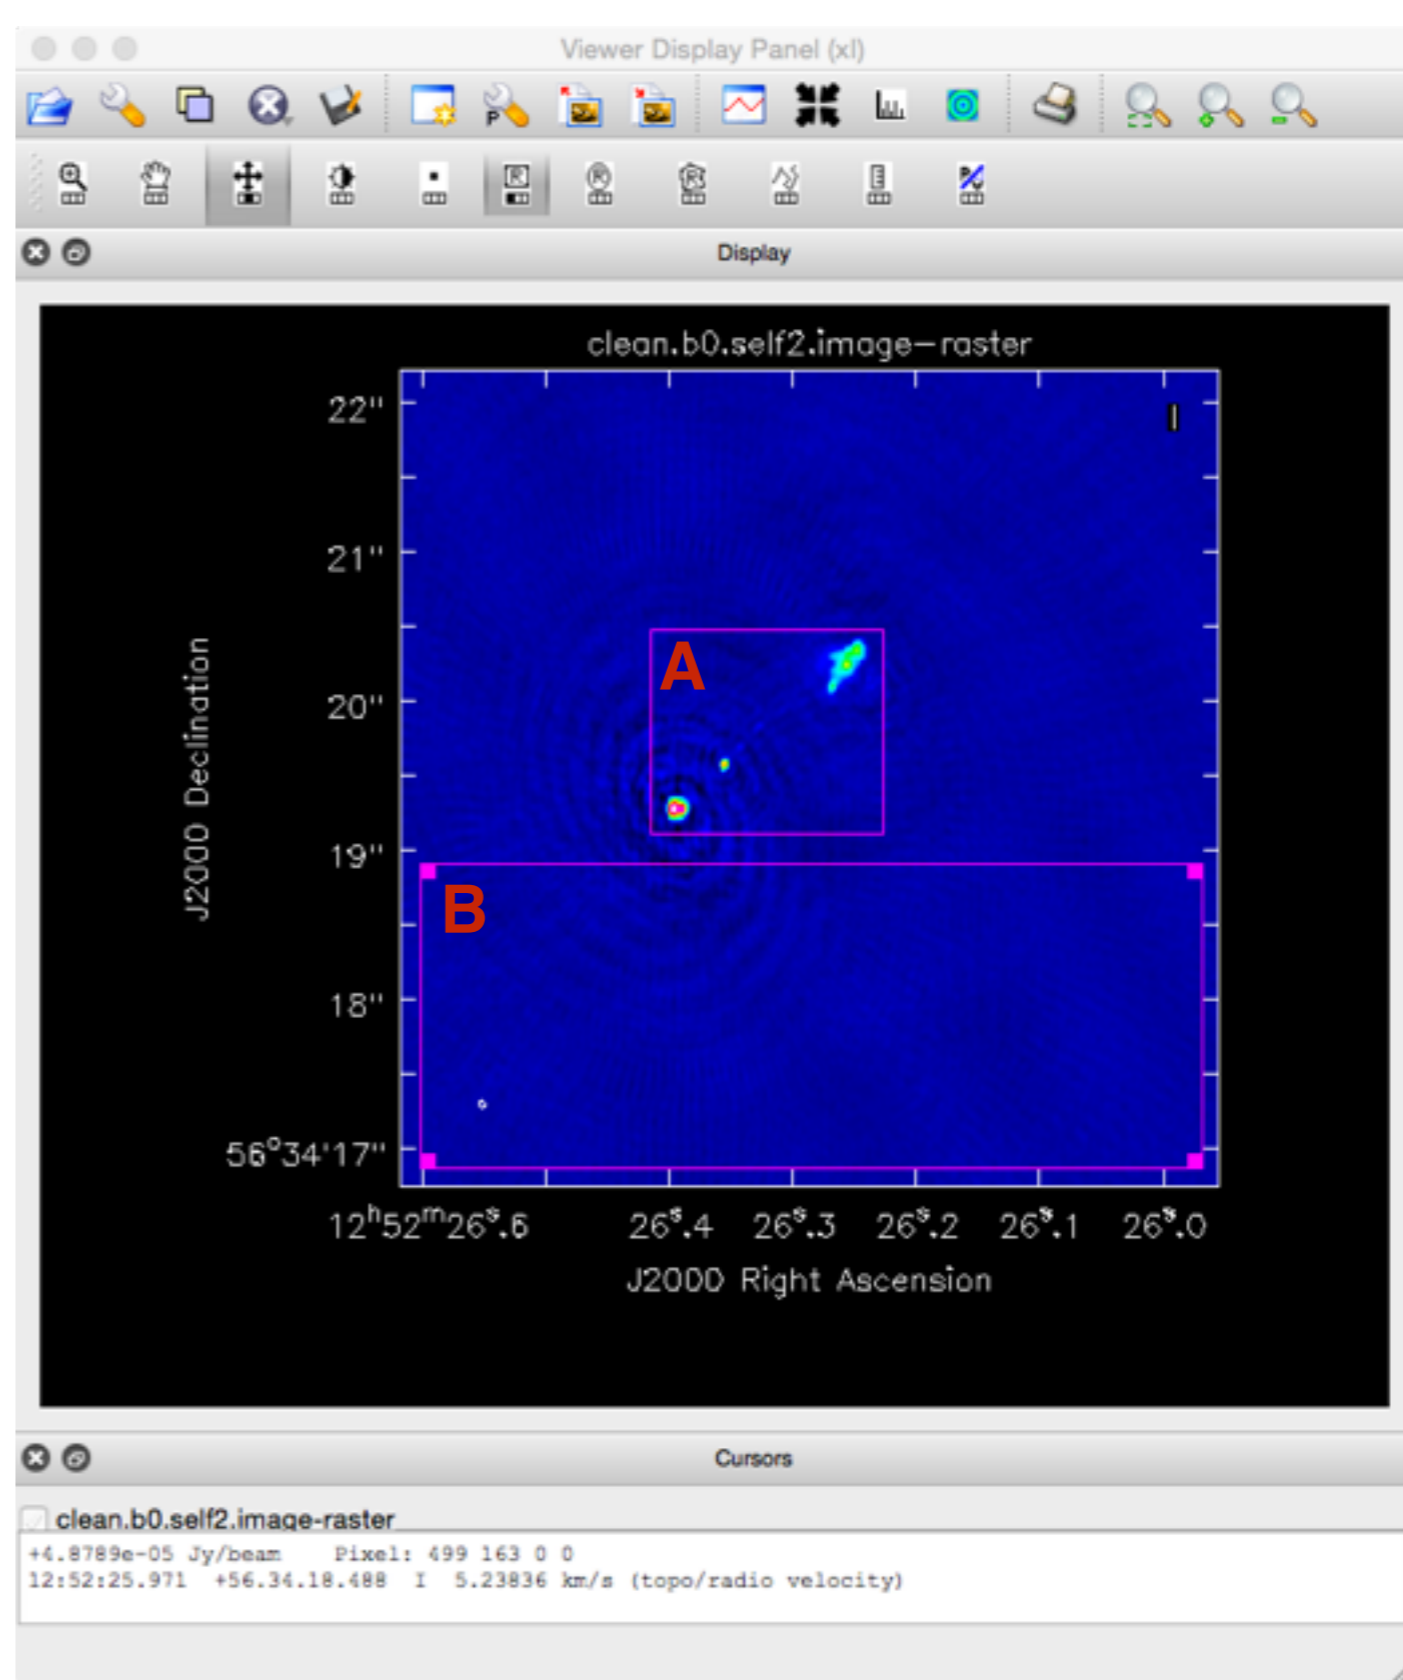 Viewer Display Panel (xl)
Display
clean.b0.self2.image-raster
I
22"
21"
A
20"
19"
B
18"
56°34'17"
J2000 Declination
12ʰ52ᵐ26ˢ.6 26ˢ.4 26ˢ.3 26ˢ.2 26ˢ.1 26ˢ.0
J2000 Right Ascension
Cursors
clean.b0.self2.image-raster
+4.8789e-05 Jy/beam Pixel: 499 163 0 0
12:52:25.971 +56.34.18.488 I 5.23836 km/s (topo/radio velocity)